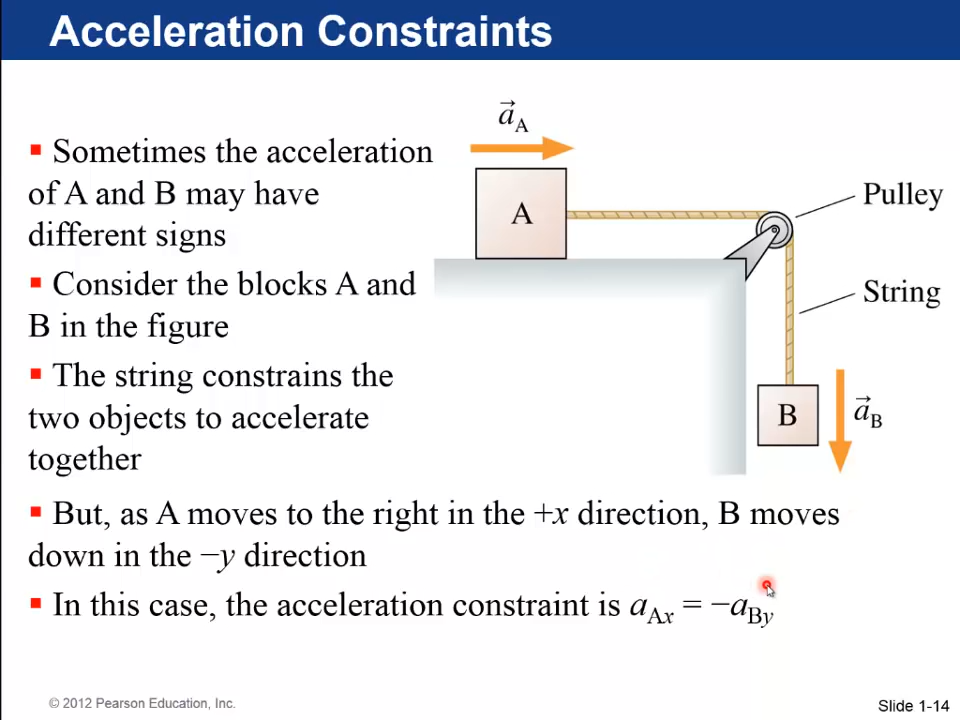 Acceleration Constraints
▪ Sometimes the acceleration
of A and B may have
different signs
▪ Consider the blocks A and
B in the figure
▪ The string constrains the
two objects to accelerate
together
▪ But, as A moves to the right in the +x direction, B moves
down in the −y direction
▪ In this case, the acceleration constraint is aAx = −aBy
a⃗A
A
Pulley
String
B
a⃗B
© 2012 Pearson Education, Inc.
Slide 1-14